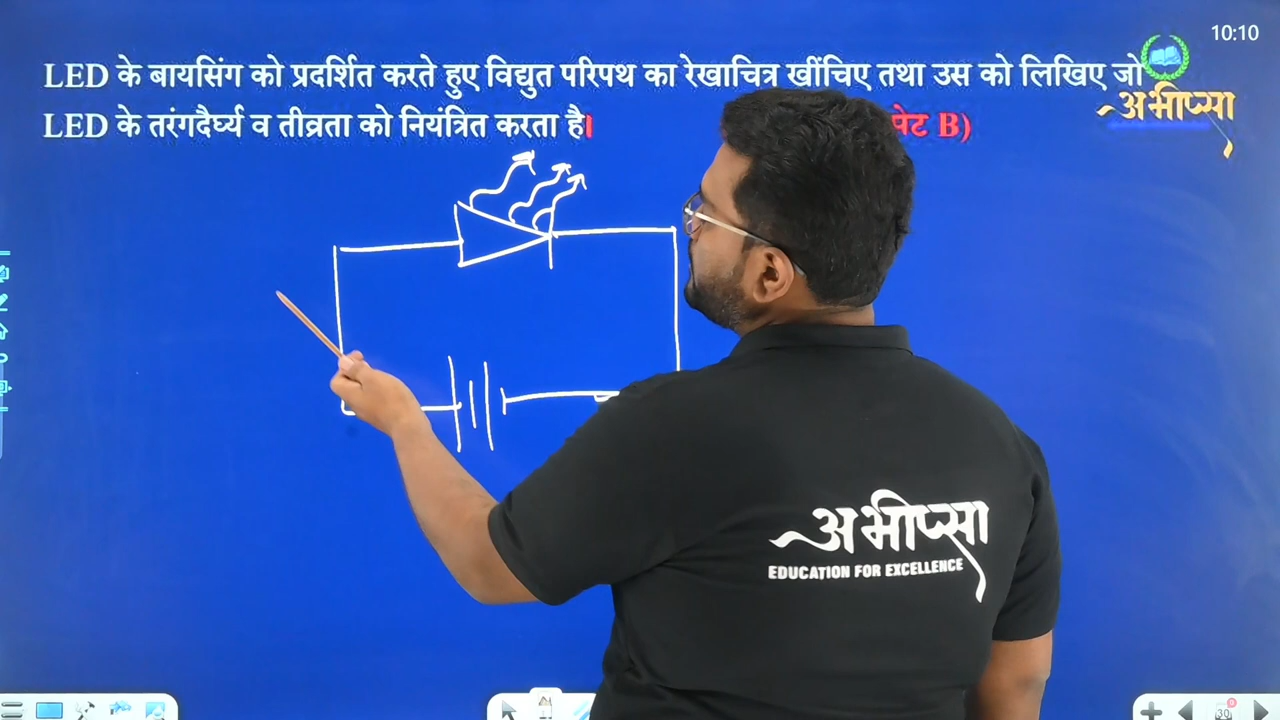 10:10
LED के बायसिंग को प्रदर्शित करते हुए विद्युत परिपथ का रेखाचित्र खींचिए तथा उस को लिखिए जो
अभीप्सा
LED के तरंगदैर्घ्य व तीव्रता को नियंत्रित करता है। B)
अभीप्सा
EDUCATION FOR EXCELLENCE
30